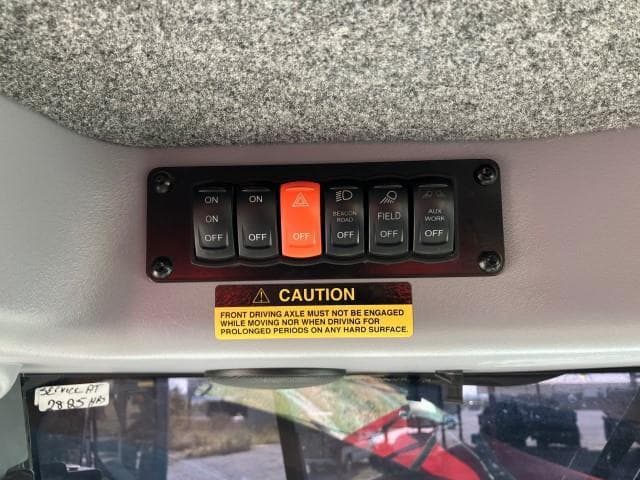 ON
ON
OFF
ON
OFF
OFF
BEACON
ROAD
OFF
FIELD
OFF
AUX
WORK
OFF
CAUTION
FRONT DRIVING AXLE MUST NOT BE ENGAGED
WHILE MOVING NOR WHEN DRIVING FOR
PROLONGED PERIODS ON ANY HARD SURFACE.
SERVICE AT
2885 HRS